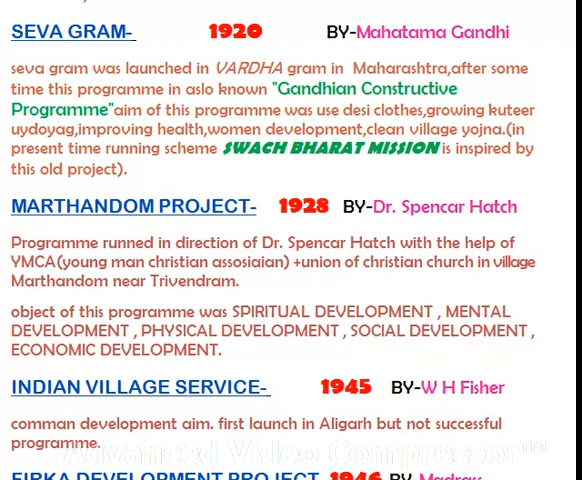 SEVA GRAM- 1920 BY-Mahatama Gandhi
seva gram was launched in VARDHA gram in Maharashtra,after some
time this programme in aslo known "Gandhian Constructive
Programme"aim of this programme was use desi clothes,growing kuteer
uydoyag,improving health,women development,clean village yojna.(in
present time running scheme SWACH BHARAT MISSION is inspired by
this old project).
MARTHANDOM PROJECT- 1928 BY-Dr. Spencar Hatch
Programme runned in direction of Dr. Spencar Hatch with the help of
YMCA(young man christian assosiaian) +union of christian church in village
Marthandom near Trivendram.
object of this programme was SPIRITUAL DEVELOPMENT , MENTAL
DEVELOPMENT , PHYSICAL DEVELOPMENT , SOCIAL DEVELOPMENT ,
ECONOMIC DEVELOPMENT.
INDIAN VILLAGE SERVICE- 1945 BY-W H Fisher
comman development aim. first launch in Aligarh but not successful
programme.
Advanced Video Compressor™
FIRKA DEVELOPMENT PROJECT 1946 BY-Madrass